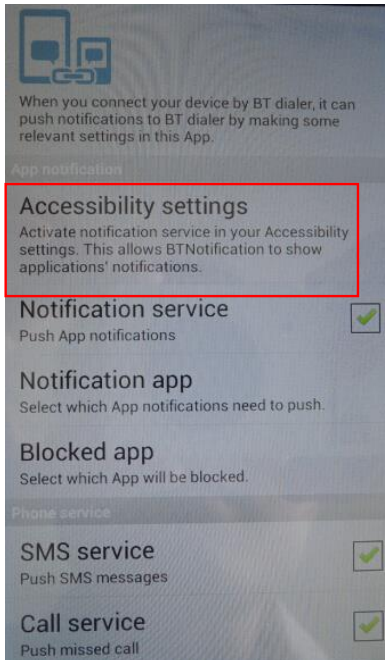 When you connect your device by BT dialer, it can
push notifications to BT dialer by making some
relevant settings in this App.
App notification
Accessibility settings
Activate notification service in your Accessibility
settings. This allows BTNotification to show
applications' notifications.
Notification service
Push App notifications
Notification app
Select which App notifications need to push.
Blocked app
Select which App will be blocked.
Phone service
SMS service
Push SMS messages
Call service
Push missed call